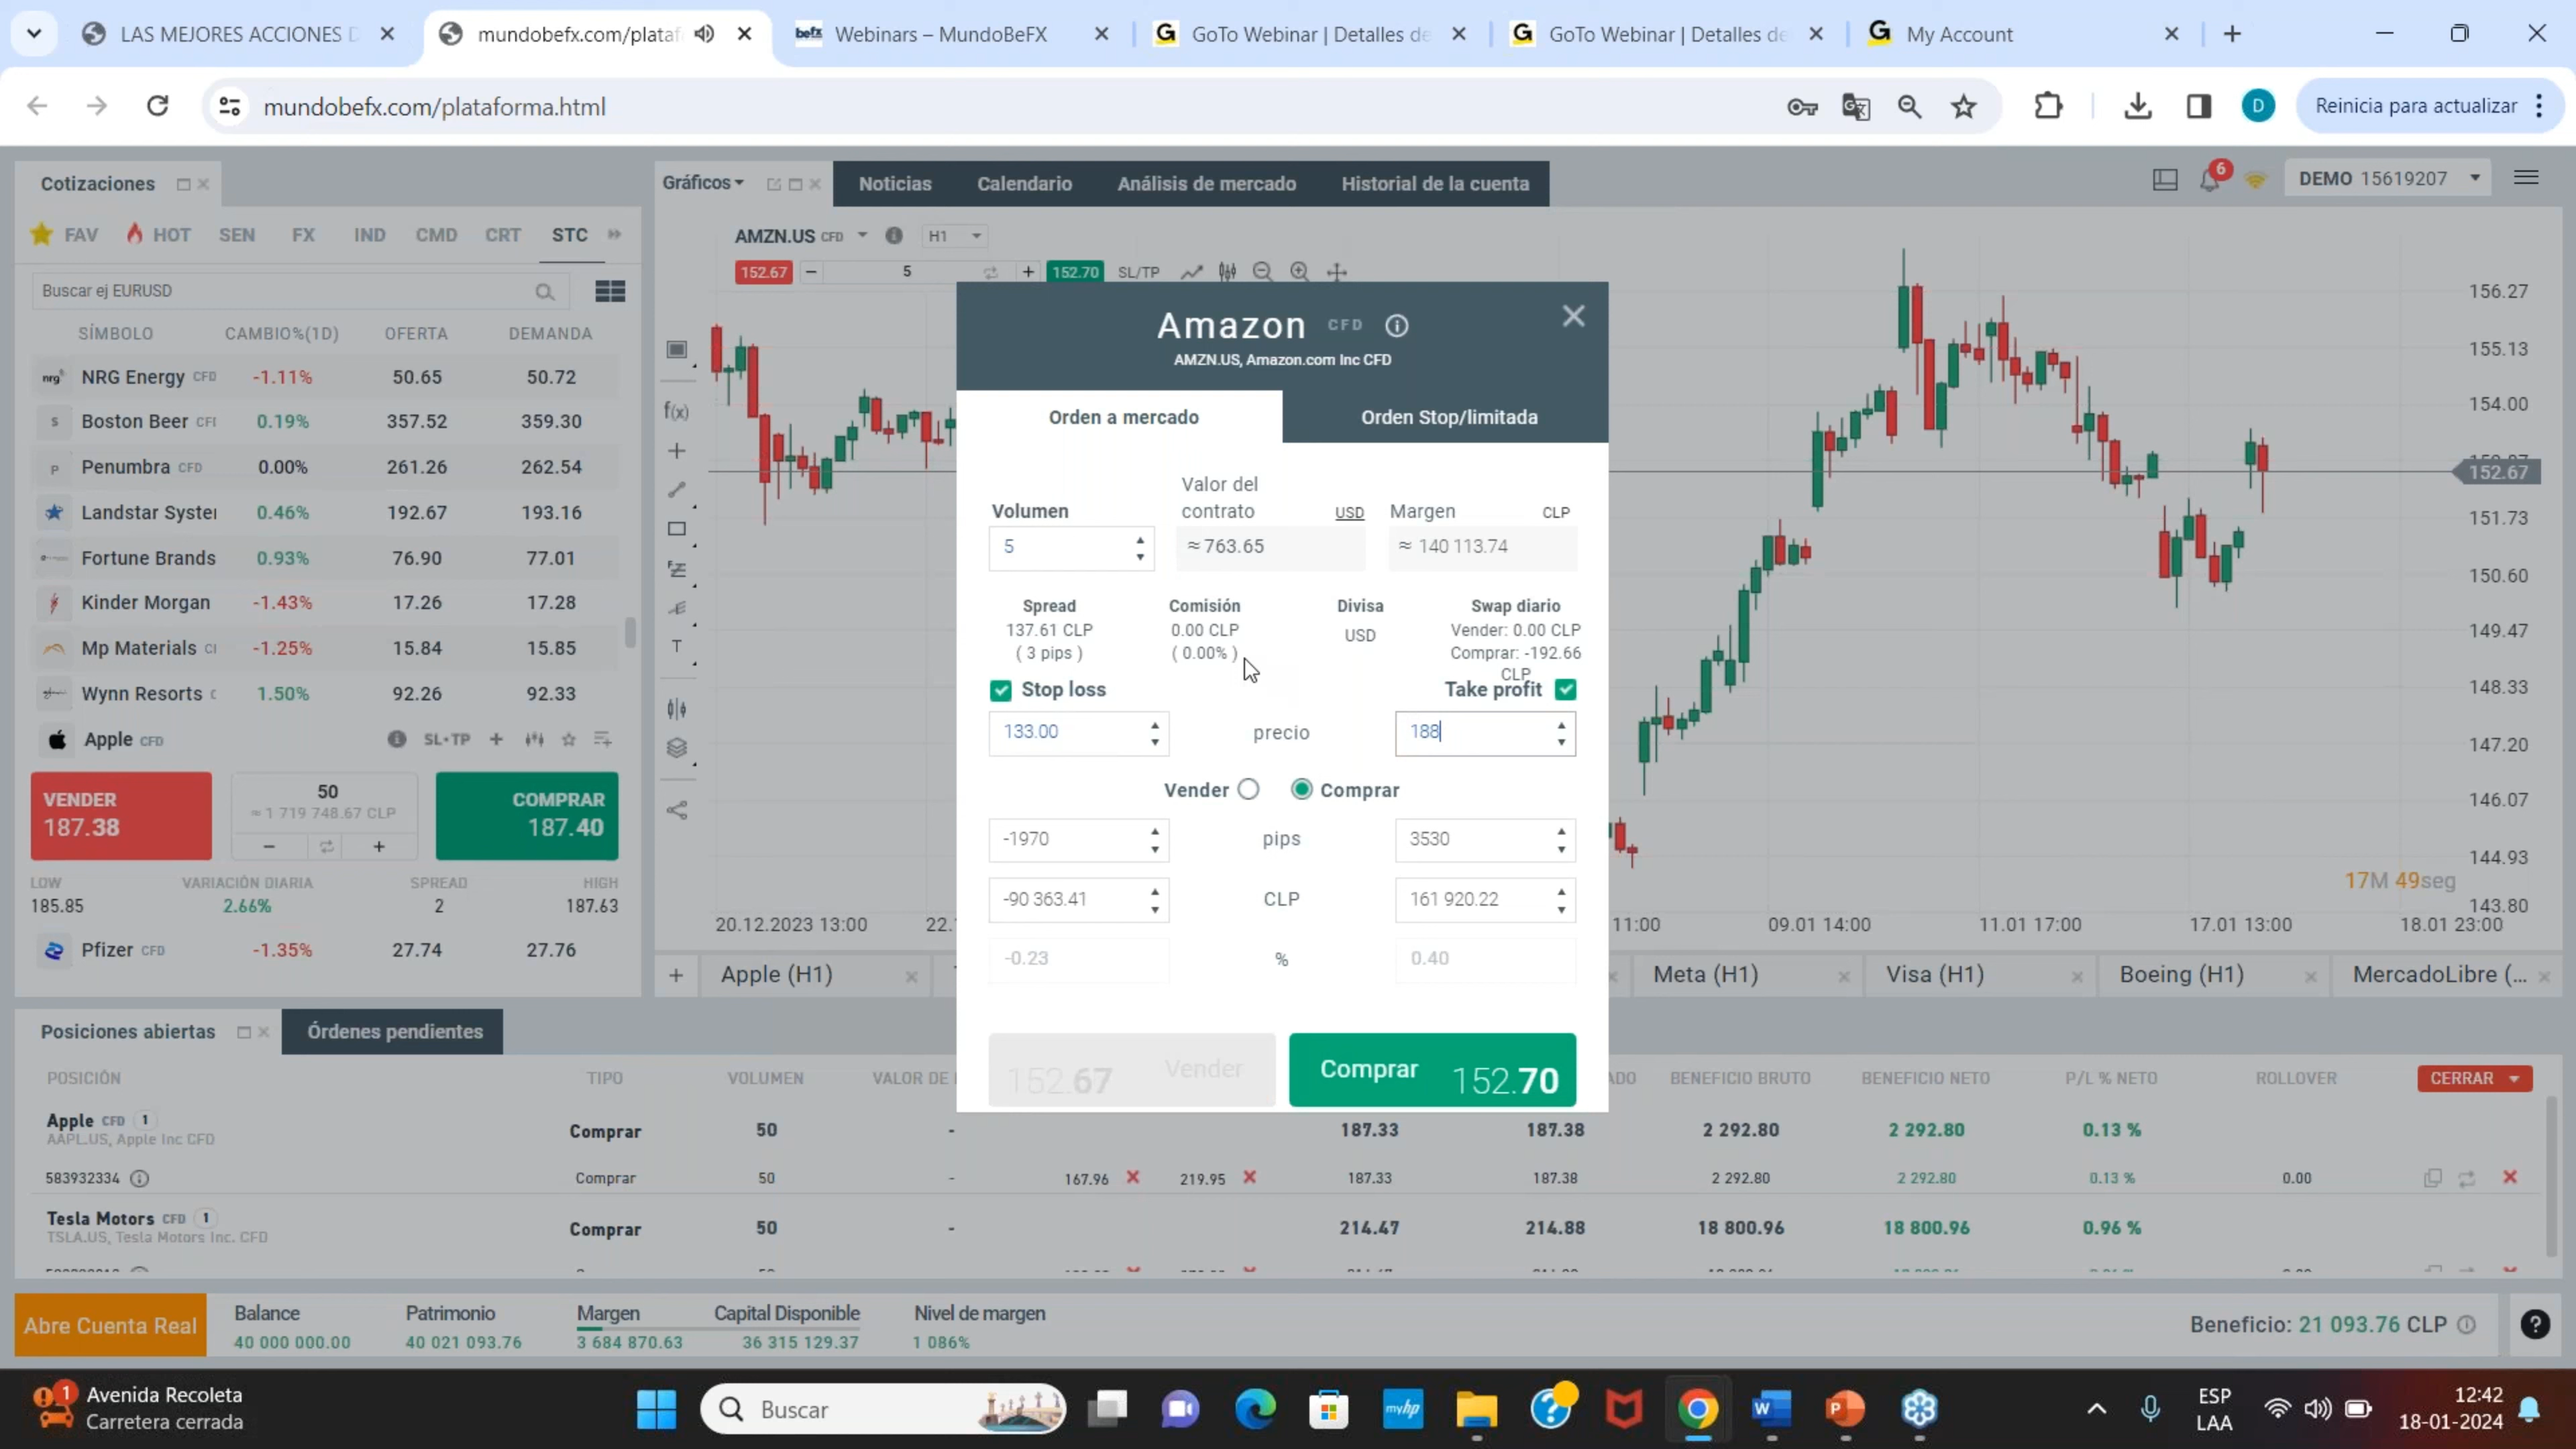 LAS MEJORES ACCIONES D
mundobefx.com/plataf
befx Webinars – MundoBeFX
GoTo Webinar | Detalles de
GoTo Webinar | Detalles de
My Account
mundobefx.com/plataforma.html
D
Reinicia para actualizar
Cotizaciones
Gráficos
Noticias
Calendario
Análisis de mercado
Historial de la cuenta
6
DEMO 15619207
FAV HOT SEN FX IND CMD CRT STC
AMZN.US CFD H1
152.67 5 152.70 SL/TP
Buscar ej EURUSD
SÍMBOLO CAMBIO%(1D) OFERTA DEMANDA
nrg NRG Energy CFD -1.11% 50.65 50.72
S Boston Beer CFI 0.19% 357.52 359.30
P Penumbra CFD 0.00% 261.26 262.54
Landstar Syster 0.46% 192.67 193.16
Fortune Brands 0.93% 76.90 77.01
Kinder Morgan -1.43% 17.26 17.28
Mp Materials CI -1.25% 15.84 15.85
Wynn Resorts C 1.50% 92.26 92.33
Apple CFD SL•TP
VENDER
187.38
50
≈ 1 719 748.67 CLP
COMPRAR
187.40
LOW VARIACIÓN DIARIA SPREAD HIGH
185.85 2.66% 2 187.63
Pfizer CFD -1.35% 27.74 27.76
f(x)
T
Amazon CFD
AMZN.US, Amazon.com Inc CFD
Orden a mercado
Orden Stop/limitada
Volumen
Valor del
contrato USD
Margen CLP
5 ≈ 763.65 ≈ 140 113.74
Spread Comisión Divisa Swap diario
137.61 CLP 0.00 CLP USD Vender: 0.00 CLP
( 3 pips ) ( 0.00% ) Comprar: -192.66
CLP
Stop loss Take profit
133.00 precio 188
Vender Comprar
-1970 pips 3530
-90 363.41 CLP 161 920.22
-0.23 % 0.40
152.67 Vender
Comprar 152.70
156.27
155.13
154.00
152.67
151.73
150.60
149.47
148.33
147.20
146.07
144.93
143.80
17M 49seg
20.12.2023 13:00 22. 11:00 09.01 14:00 11.01 17:00 17.01 13:00 18.01 23:00
Apple (H1) Meta (H1) Visa (H1) Boeing (H1) MercadoLibre (...
Posiciones abiertas
Órdenes pendientes
POSICIÓN TIPO VOLUMEN VALOR DE ADO BENEFICIO BRUTO BENEFICIO NETO P/L % NETO ROLLOVER CERRAR
Apple CFD 1 Comprar 50 - 187.33 187.38 2 292.80 2 292.80 0.13 %
AAPL.US, Apple Inc CFD
583932334 Comprar 50 - 167.96 219.95 187.33 187.38 2 292.80 2 292.80 0.13 % 0.00
Tesla Motors CFD 1 Comprar 50 - 214.47 214.88 18 800.96 18 800.96 0.96 %
TSLA.US, Tesla Motors Inc. CFD
Abre Cuenta Real
Balance Patrimonio Margen Capital Disponible Nivel de margen
40 000 000.00 40 021 093.76 3 684 870.63 36 315 129.37 1 086%
Beneficio: 21 093.76 CLP
?
1
Avenida Recoleta
Carretera cerrada
Buscar
myhp
W
P
ESP
LAA
12:42
18-01-2024